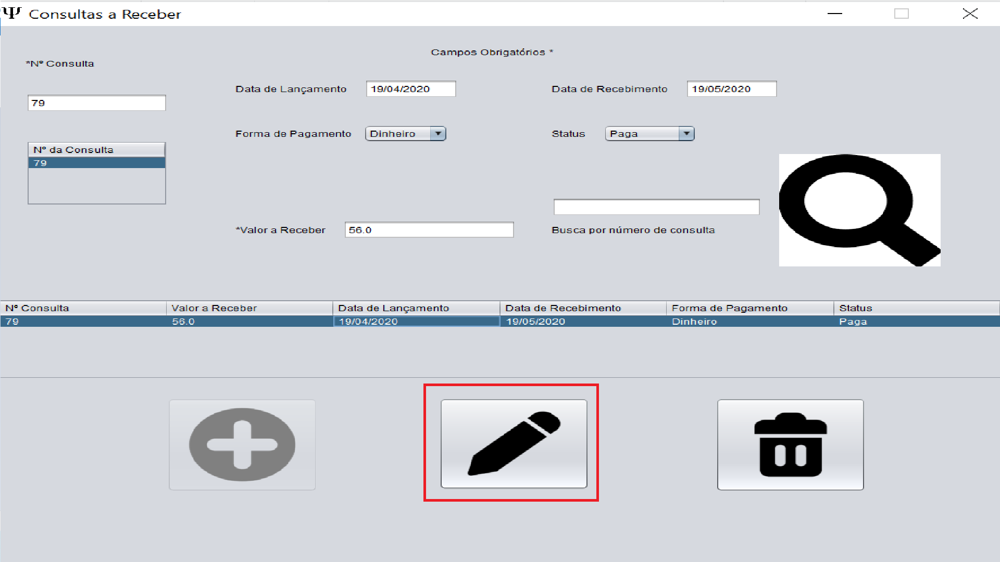 Ψ Consultas a Receber
Campos Obrigatórios *
*Nº Consulta
Data de Lançamento 19/04/2020 Data de Recebimento 19/05/2020
79
Forma de Pagamento Dinheiro Status Paga
Nº da Consulta
79
*Valor a Receber 56.0 Busca por número de consulta
Nº Consulta Valor a Receber Data de Lançamento Data de Recebimento Forma de Pagamento Status
79 56.0 19/04/2020 19/05/2020 Dinheiro Paga